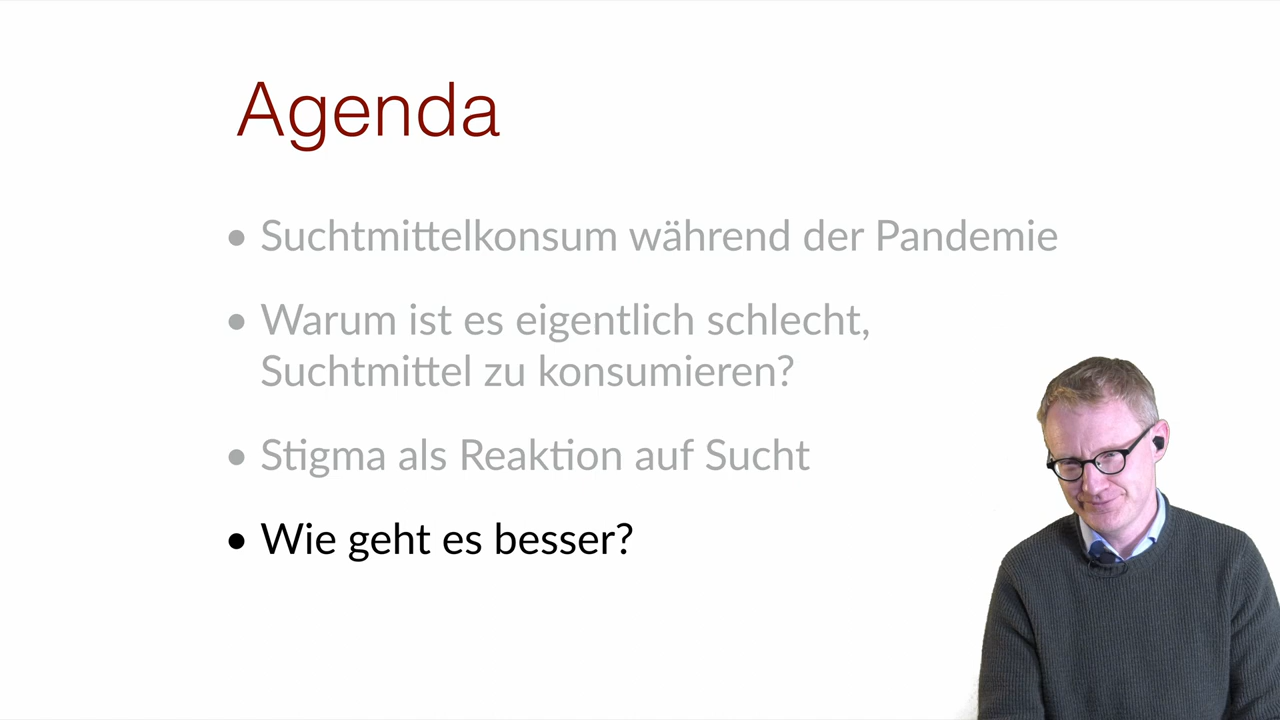 Agenda
• Suchtmittelkonsum während der Pandemie
• Warum ist es eigentlich schlecht,
Suchtmittel zu konsumieren?
• Stigma als Reaktion auf Sucht
• Wie geht es besser?